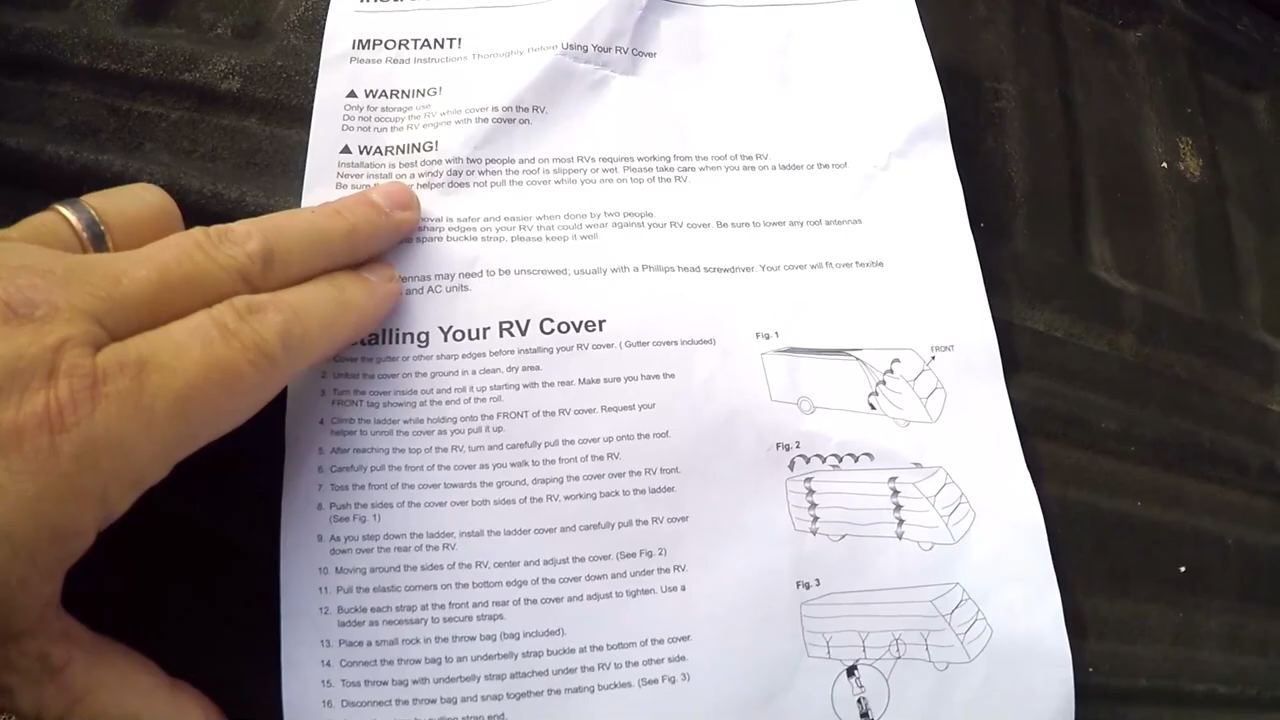 IMPORTANT!
Please Read Instructions Thoroughly Before Using Your RV Cover
▲ WARNING!
Only for storage use
Do not occupy the RV while cover is on the RV.
Do not run the RV engine with the cover on.
▲ WARNING!
Installation is best done with two people and on most RVs requires working from the roof of the RV.
Never install on a windy day or when the roof is slippery or wet. Please take care when you are on a ladder or the roof.
Be sure helper does not pull the cover while you are on top of the RV.
is safer and easier when done by two people.
sharp edges on your RV that could wear against your RV cover. Be sure to lower any roof antennas
spare buckle strap, please keep it well.
may need to be unscrewed; usually with a Phillips head screwdriver. Your cover will fit over flexible
and AC units.
Your RV Cover
Cover the gutter or other sharp edges before installing your RV cover. ( Gutter covers included)
2. Unfold the cover on the ground in a clean, dry area.
3. Turn the cover inside out and roll it up starting with the rear. Make sure you have the
FRONT tag showing at the end of the roll.
4. Climb the ladder while holding onto the FRONT of the RV cover. Request your
helper to unroll the cover as you pull it up.
5. After reaching the top of the RV, turn and carefully pull the cover up onto the roof.
6. Carefully pull the front of the cover as you walk to the front of the RV.
7. Toss the front of the cover towards the ground, draping the cover over the RV front.
8. Push the sides of the cover over both sides of the RV, working back to the ladder.
(See Fig. 1)
9. As you step down the ladder, install the ladder cover and carefully pull the RV cover
down over the rear of the RV.
10. Moving around the sides of the RV, center and adjust the cover. (See Fig. 2)
11. Pull the elastic corners on the bottom edge of the cover down and under the RV.
12. Buckle each strap at the front and rear of the cover and adjust to tighten. Use a
ladder as necessary to secure straps.
13. Place a small rock in the throw bag (bag included).
14. Connect the throw bag to an underbelly strap buckle at the bottom of the cover.
15. Toss throw bag with underbelly strap attached under the RV to the other side.
16. Disconnect the throw bag and snap together the mating buckles. (See Fig. 3)
strap end.
Fig. 1
FRONT
Fig. 2
Fig. 3